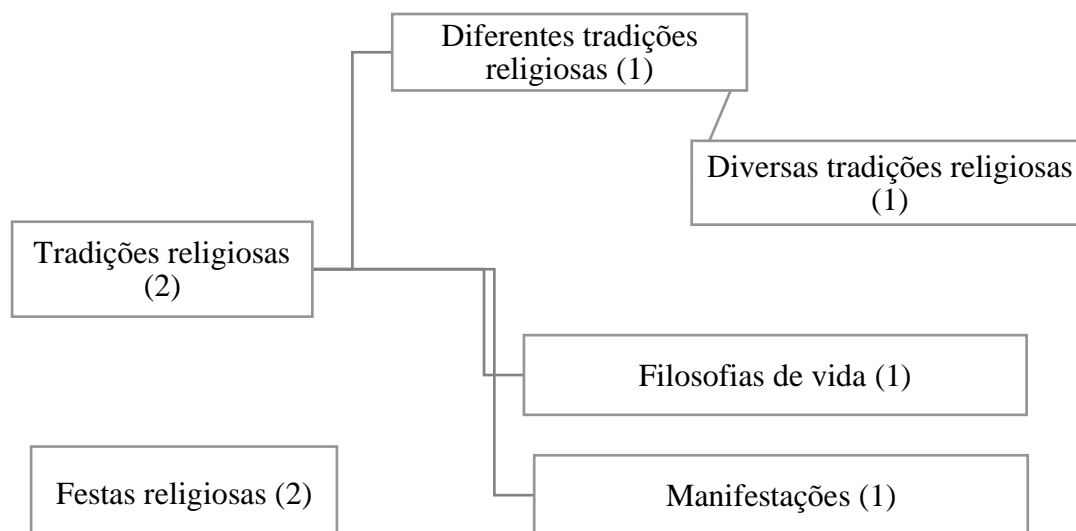 Diferentes tradições
religiosas (1)
Diversas tradições religiosas
(1)
Tradições religiosas
(2)
Filosofias de vida (1)
Festas religiosas (2)
Manifestações (1)